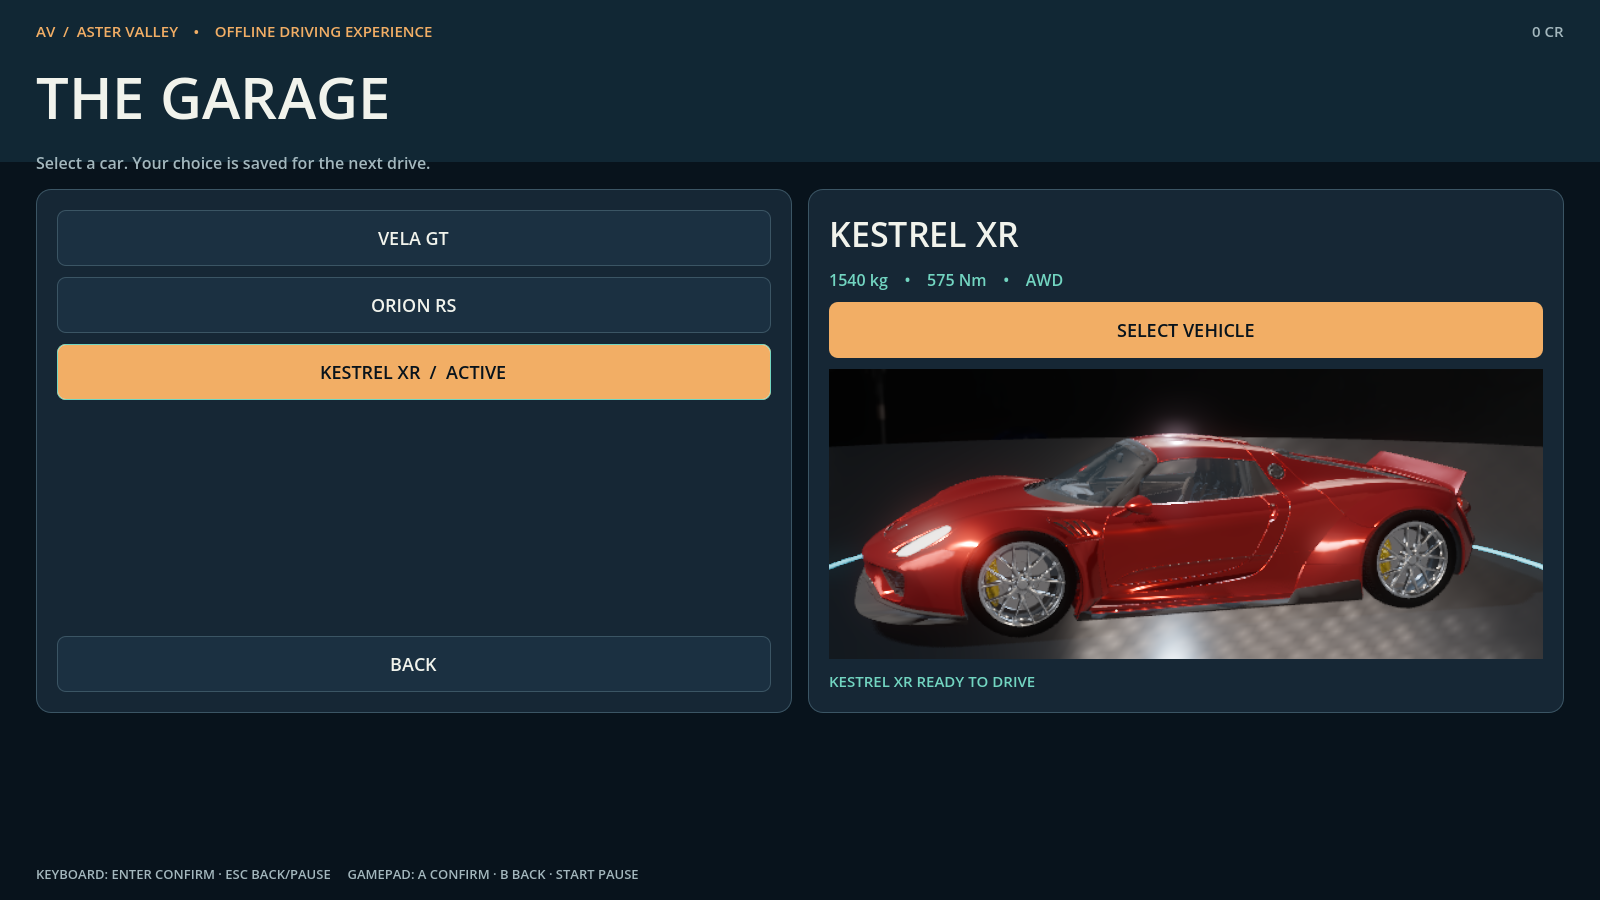 AV / ASTER VALLEY • OFFLINE DRIVING EXPERIENCE
0 CR
THE GARAGE
Select a car. Your choice is saved for the next drive.
VELA GT
ORION RS
KESTREL XR / ACTIVE
BACK
KESTREL XR
1540 kg • 575 Nm • AWD
SELECT VEHICLE
KESTREL XR READY TO DRIVE
KEYBOARD: ENTER CONFIRM · ESC BACK/PAUSE GAMEPAD: A CONFIRM · B BACK · START PAUSE